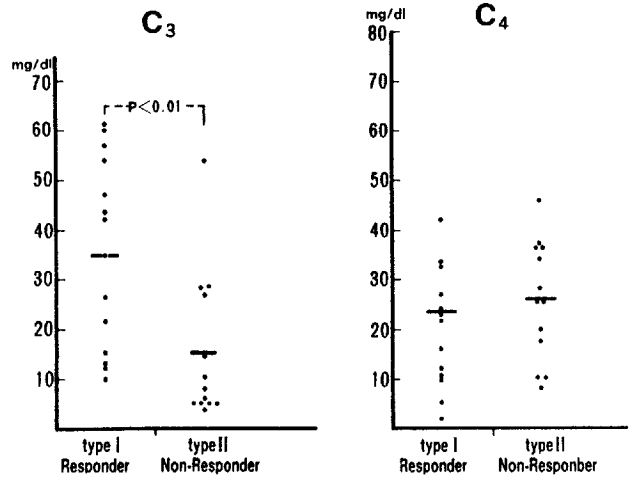 C3
mg/dl
70
60
50
40
30
20
10
P<0.01
type I
Responder
type II
Non-Responder
C4
mg/dl
80
70
60
50
40
30
20
10
type I
Responder
type II
Non-Responber